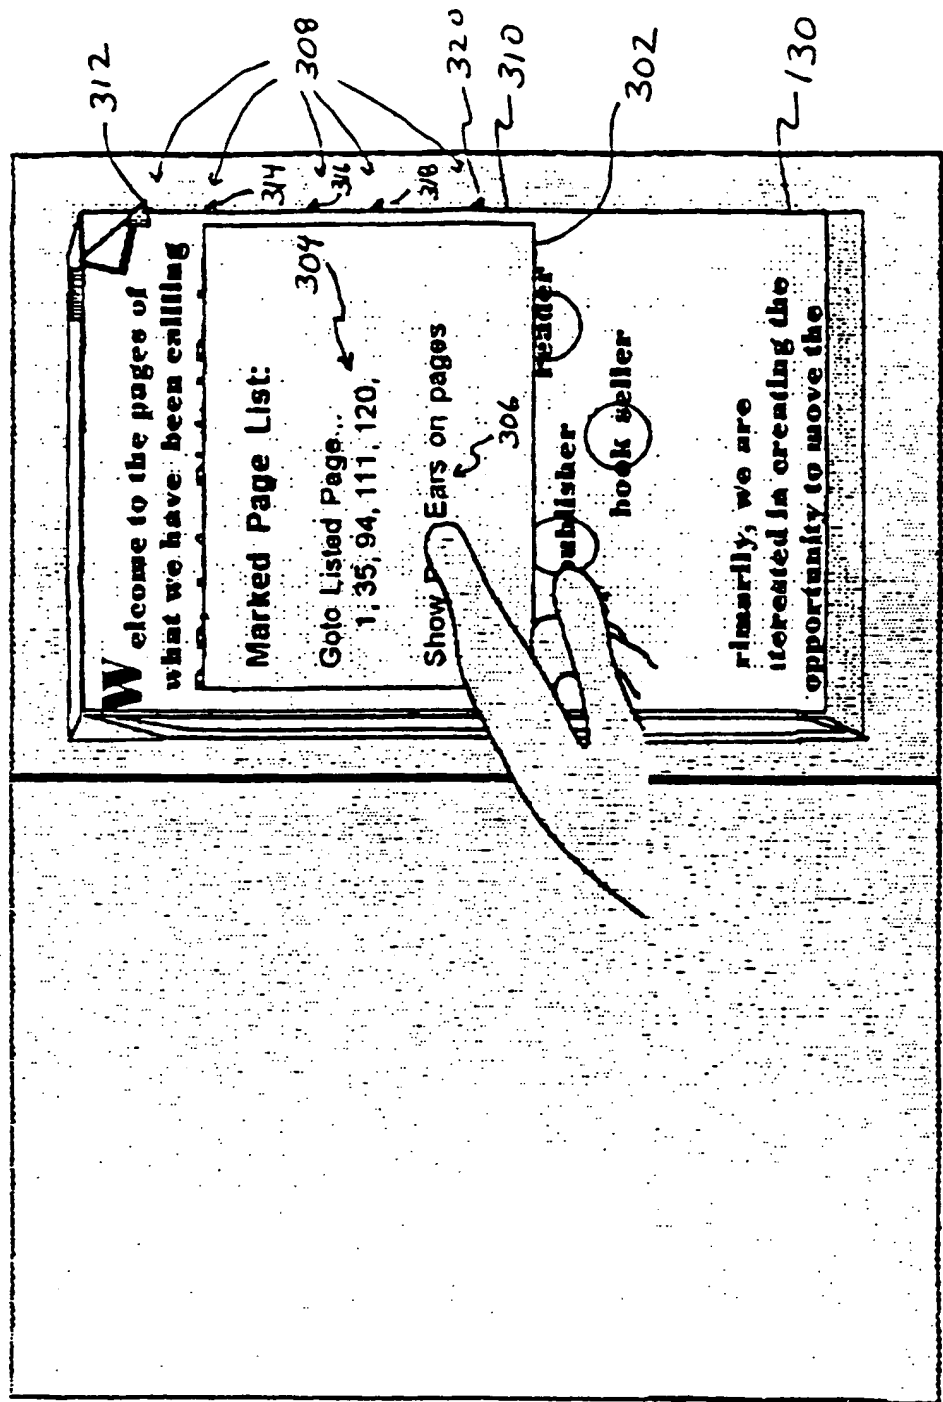 312
308
320
310
302
130
314
316
318
Welcome to the pages of
what we have been calling
Marked Page List:
304
Goto Listed Page...
1, 35, 94, 111, 120,
Show Ears on pages
306
ublisher
book seller
rimarily, we are
iterested in creating the
opportunity to move the